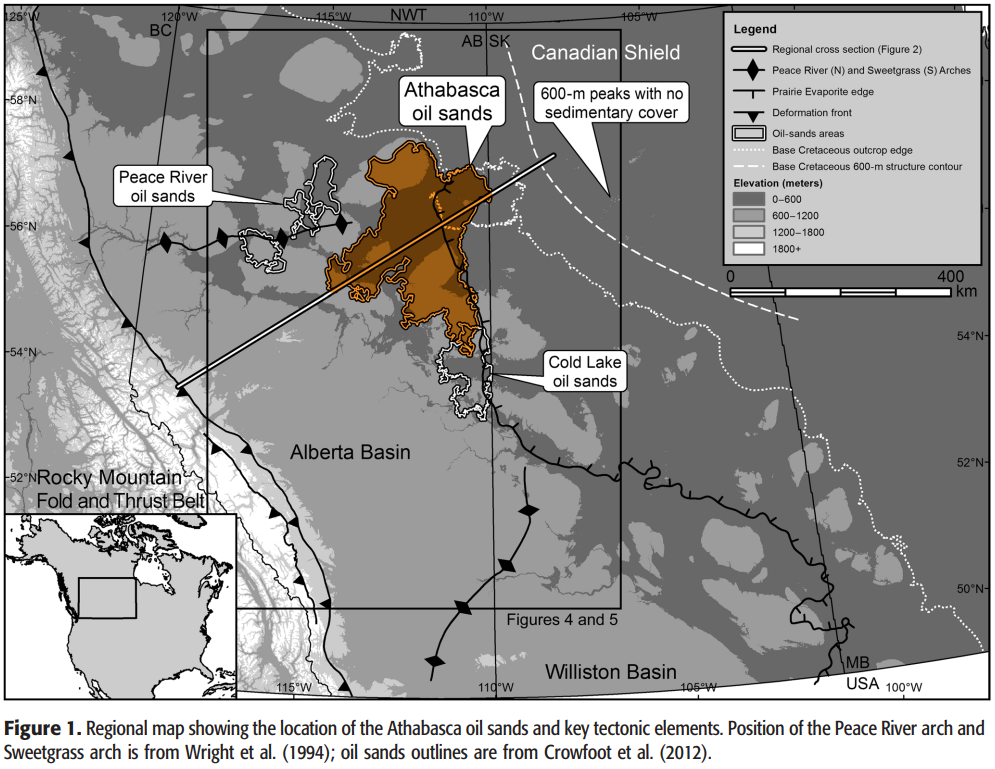 125°W
120°W
NWT
115°W
110°W
105°W
BC
AB
SK
Canadian Shield
58°N
Athabasca
oil sands
600-m peaks with no
sedimentary cover
Peace River
oil sands
56°N
Legend
Regional cross section (Figure 2)
Peace River (N) and Sweetgrass (S) Arches
Prairie Evaporite edge
Deformation front
Oil-sands areas
Base Cretaceous outcrop edge
Base Cretaceous 600-m structure contour
Elevation (meters)
0–600
600–1200
1200–1800
1800+
0
400
km
54°N
54°N
Cold Lake
oil sands
Alberta Basin
52°N
52°N
Rocky Mountain
Fold and Thrust Belt
50°N
Figures 4 and 5
Williston Basin
MB
USA
115°W
110°W
105°W
100°W
Figure 1. Regional map showing the location of the Athabasca oil sands and key tectonic elements. Position of the Peace River arch and
Sweetgrass arch is from Wright et al. (1994); oil sands outlines are from Crowfoot et al. (2012).